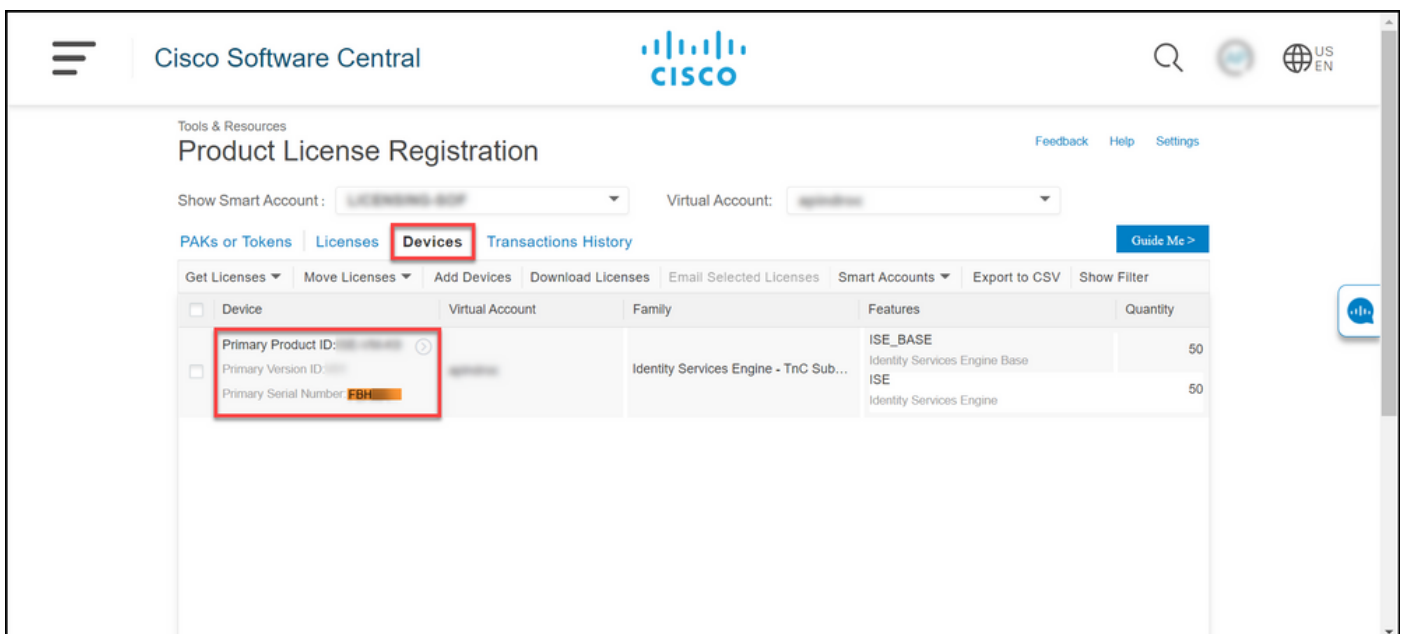 Cisco Software Central
CISCO
US
EN
Tools & Resources
Product License Registration
Feedback Help Settings
Show Smart Account :
Virtual Account:
PAKs or Tokens Licenses Devices Transactions History
Guide Me >
Get Licenses Move Licenses Add Devices Download Licenses Email Selected Licenses Smart Accounts Export to CSV Show Filter
Device Virtual Account Family Features Quantity
Primary Product ID:
Primary Version ID:
Primary Serial Number: FBH
Identity Services Engine - TnC Sub...
ISE_BASE 50
Identity Services Engine Base
ISE 50
Identity Services Engine